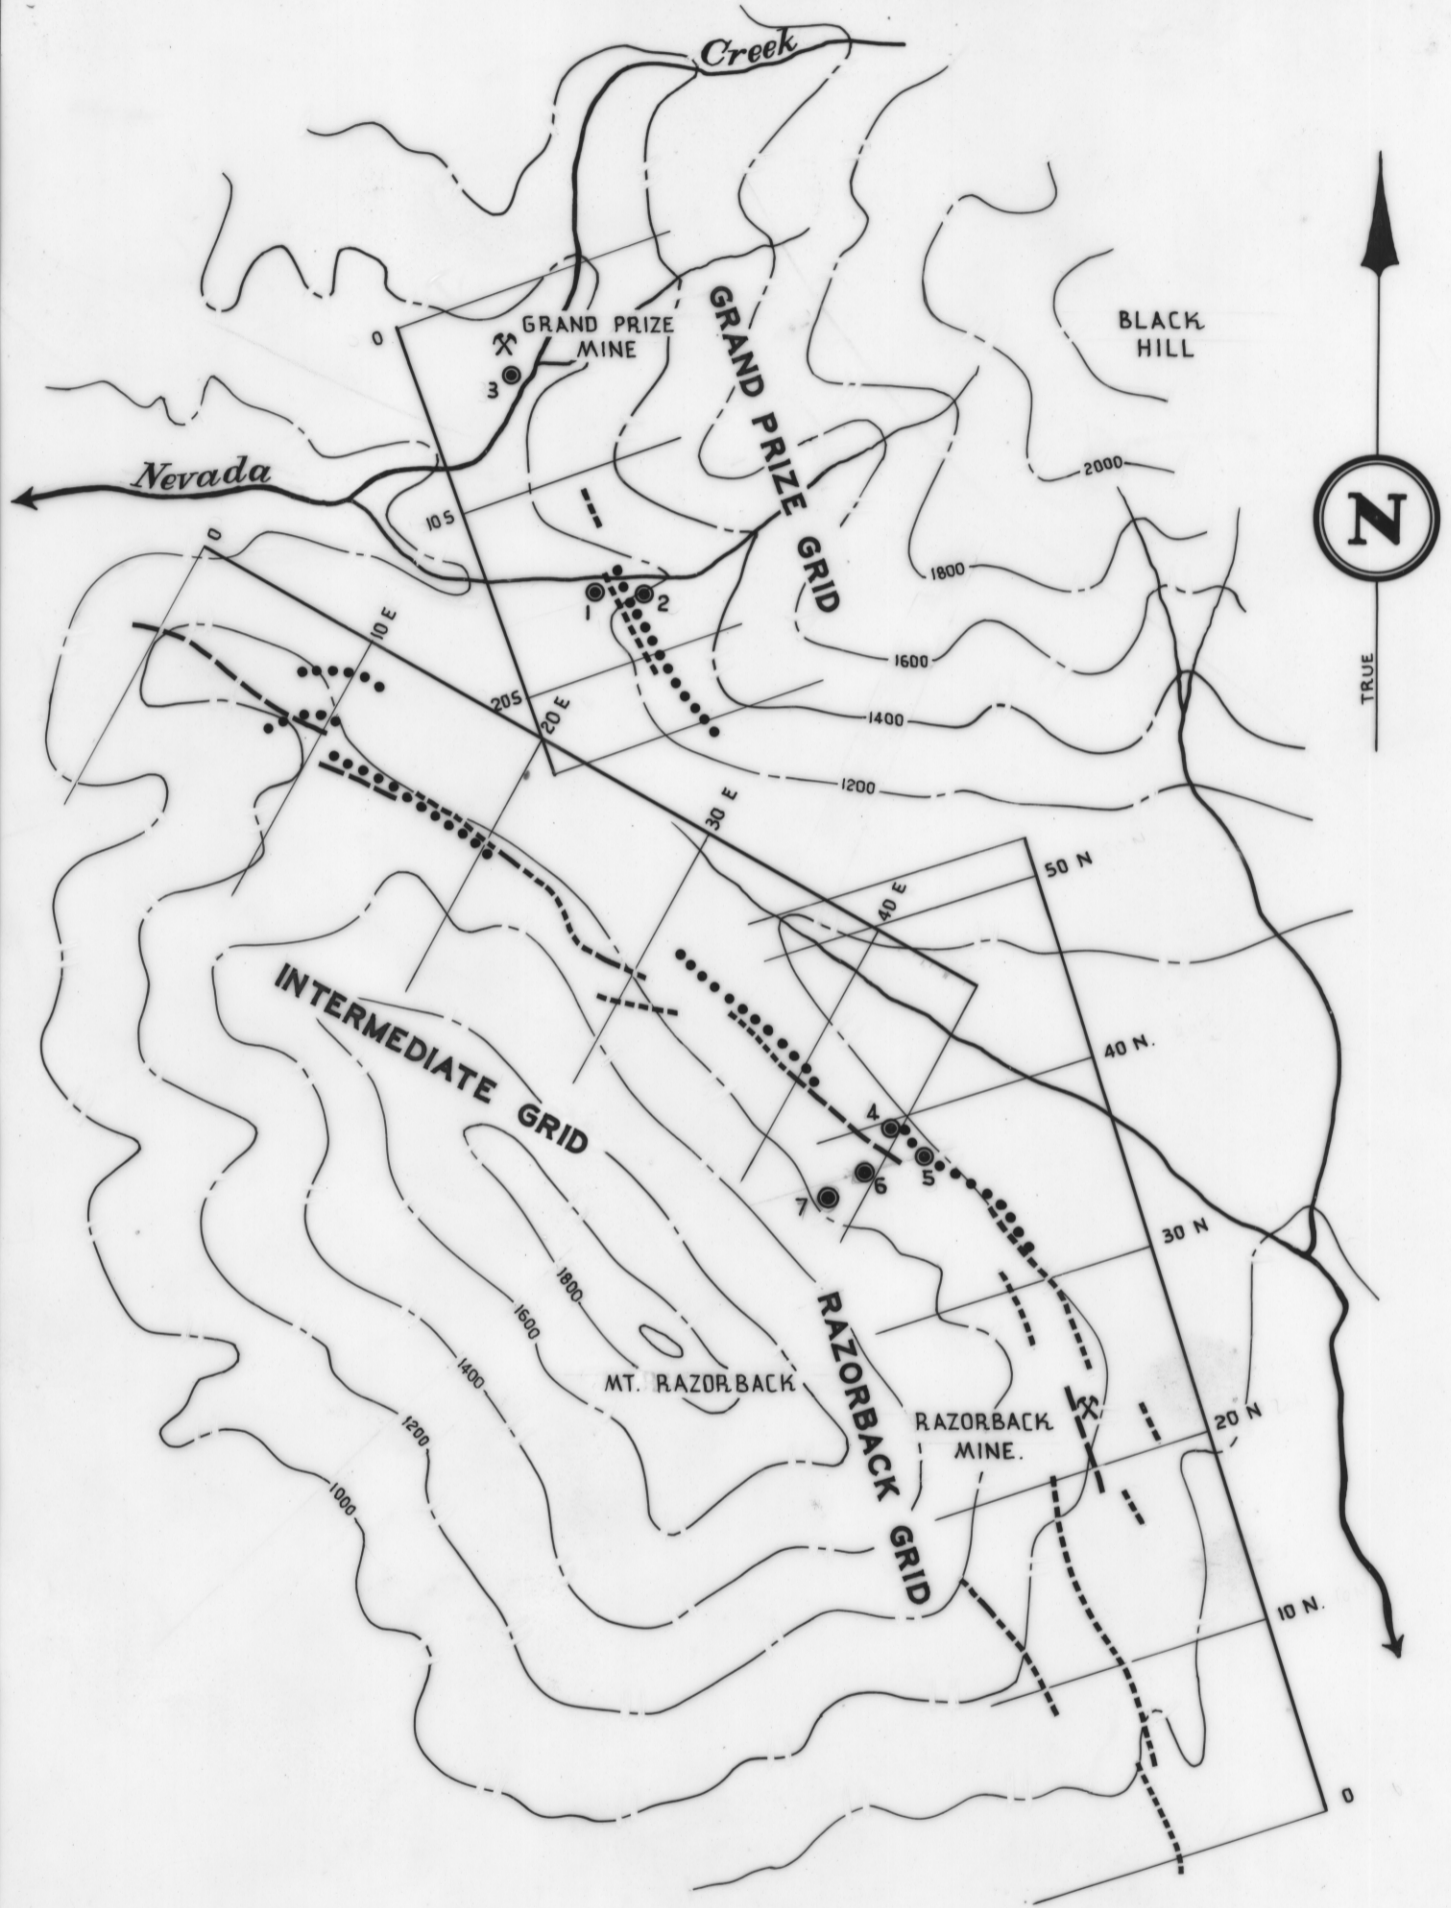 Creek
0
GRAND PRIZE
MINE
3
GRAND PRIZE GRID
BLACK
HILL
Nevada
2000
N
10 S
0
1800
1
2
10 E
1600
TRUE
20S
20 E
1400
1200
30 E
50 N
40 E
INTERMEDIATE GRID
40 N.
4
5
6
7
30 N
1800
1600
RAZORBACK GRID
1400
MT. RAZORBACK
RAZORBACK
MINE.
20 N
1200
1000
10 N.
0